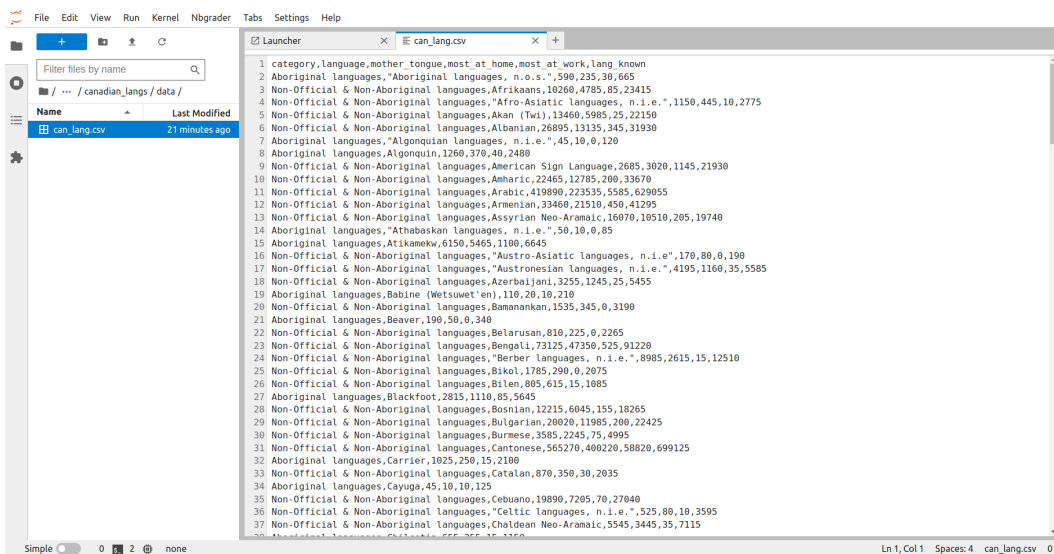 File Edit View Run Kernel Nbgrader Tabs Settings Help
+
Filter files by name
/ ··· / canadian_langs / data /
Name Last Modified
can_lang.csv 21 minutes ago
Launcher × can_lang.csv × +
1 category,language,mother_tongue,most_at_home,most_at_work,lang_known
2 Aboriginal languages,"Aboriginal languages, n.o.s.",590,235,30,665
3 Non-Official & Non-Aboriginal languages,Afrikaans,10260,4785,85,23415
4 Non-Official & Non-Aboriginal languages,"Afro-Asiatic languages, n.i.e.",1150,445,10,2775
5 Non-Official & Non-Aboriginal languages,Akan (Twi),13460,5985,25,22150
6 Non-Official & Non-Aboriginal languages,Albanian,26895,13135,345,31930
7 Aboriginal languages,"Algonquian languages, n.i.e.",45,10,0,120
8 Aboriginal languages,Algonquin,1260,370,40,2480
9 Non-Official & Non-Aboriginal languages,American Sign Language,2685,3020,1145,21930
10 Non-Official & Non-Aboriginal languages,Amharic,22465,12785,200,33670
11 Non-Official & Non-Aboriginal languages,Arabic,419890,223535,5585,629055
12 Non-Official & Non-Aboriginal languages,Armenian,33460,21510,450,41295
13 Non-Official & Non-Aboriginal languages,Assyrian Neo-Aramaic,16070,10510,205,19740
14 Aboriginal languages,"Athabaskan languages, n.i.e.",50,10,0,85
15 Aboriginal languages,Atikamekw,6150,5465,1100,6645
16 Non-Official & Non-Aboriginal languages,"Austro-Asiatic languages, n.i.e",170,80,0,190
17 Non-Official & Non-Aboriginal languages,"Austronesian languages, n.i.e.",4195,1160,35,5585
18 Non-Official & Non-Aboriginal languages,Azerbaijani,3255,1245,25,5455
19 Aboriginal languages,Babine (Wetsuwet'en),110,20,10,210
20 Non-Official & Non-Aboriginal languages,Bamanankan,1535,345,0,3190
21 Aboriginal languages,Beaver,190,50,0,340
22 Non-Official & Non-Aboriginal languages,Belarusan,810,225,0,2265
23 Non-Official & Non-Aboriginal languages,Bengali,73125,47350,525,91220
24 Non-Official & Non-Aboriginal languages,"Berber languages, n.i.e.",8985,2615,15,12510
25 Non-Official & Non-Aboriginal languages,Bikol,1785,290,0,2075
26 Non-Official & Non-Aboriginal languages,Bilen,805,615,15,1085
27 Aboriginal languages,Blackfoot,2815,1110,85,5645
28 Non-Official & Non-Aboriginal languages,Bosnian,12215,6045,155,18265
29 Non-Official & Non-Aboriginal languages,Bulgarian,20020,11985,200,22425
30 Non-Official & Non-Aboriginal languages,Burmese,3585,2245,75,4995
31 Non-Official & Non-Aboriginal languages,Cantonese,565270,400220,58820,699125
32 Aboriginal languages,Carrier,1025,250,15,2100
33 Non-Official & Non-Aboriginal languages,Catalan,870,350,30,2035
34 Aboriginal languages,Cayuga,45,10,10,125
35 Non-Official & Non-Aboriginal languages,Cebuano,19890,7205,70,27040
36 Non-Official & Non-Aboriginal languages,"Celtic languages, n.i.e.",525,80,10,3595
37 Non-Official & Non-Aboriginal languages,Chaldean Neo-Aramaic,5545,3445,35,7115
Simple 0 2 none Ln 1, Col 1 Spaces: 4 can_lang.csv 0